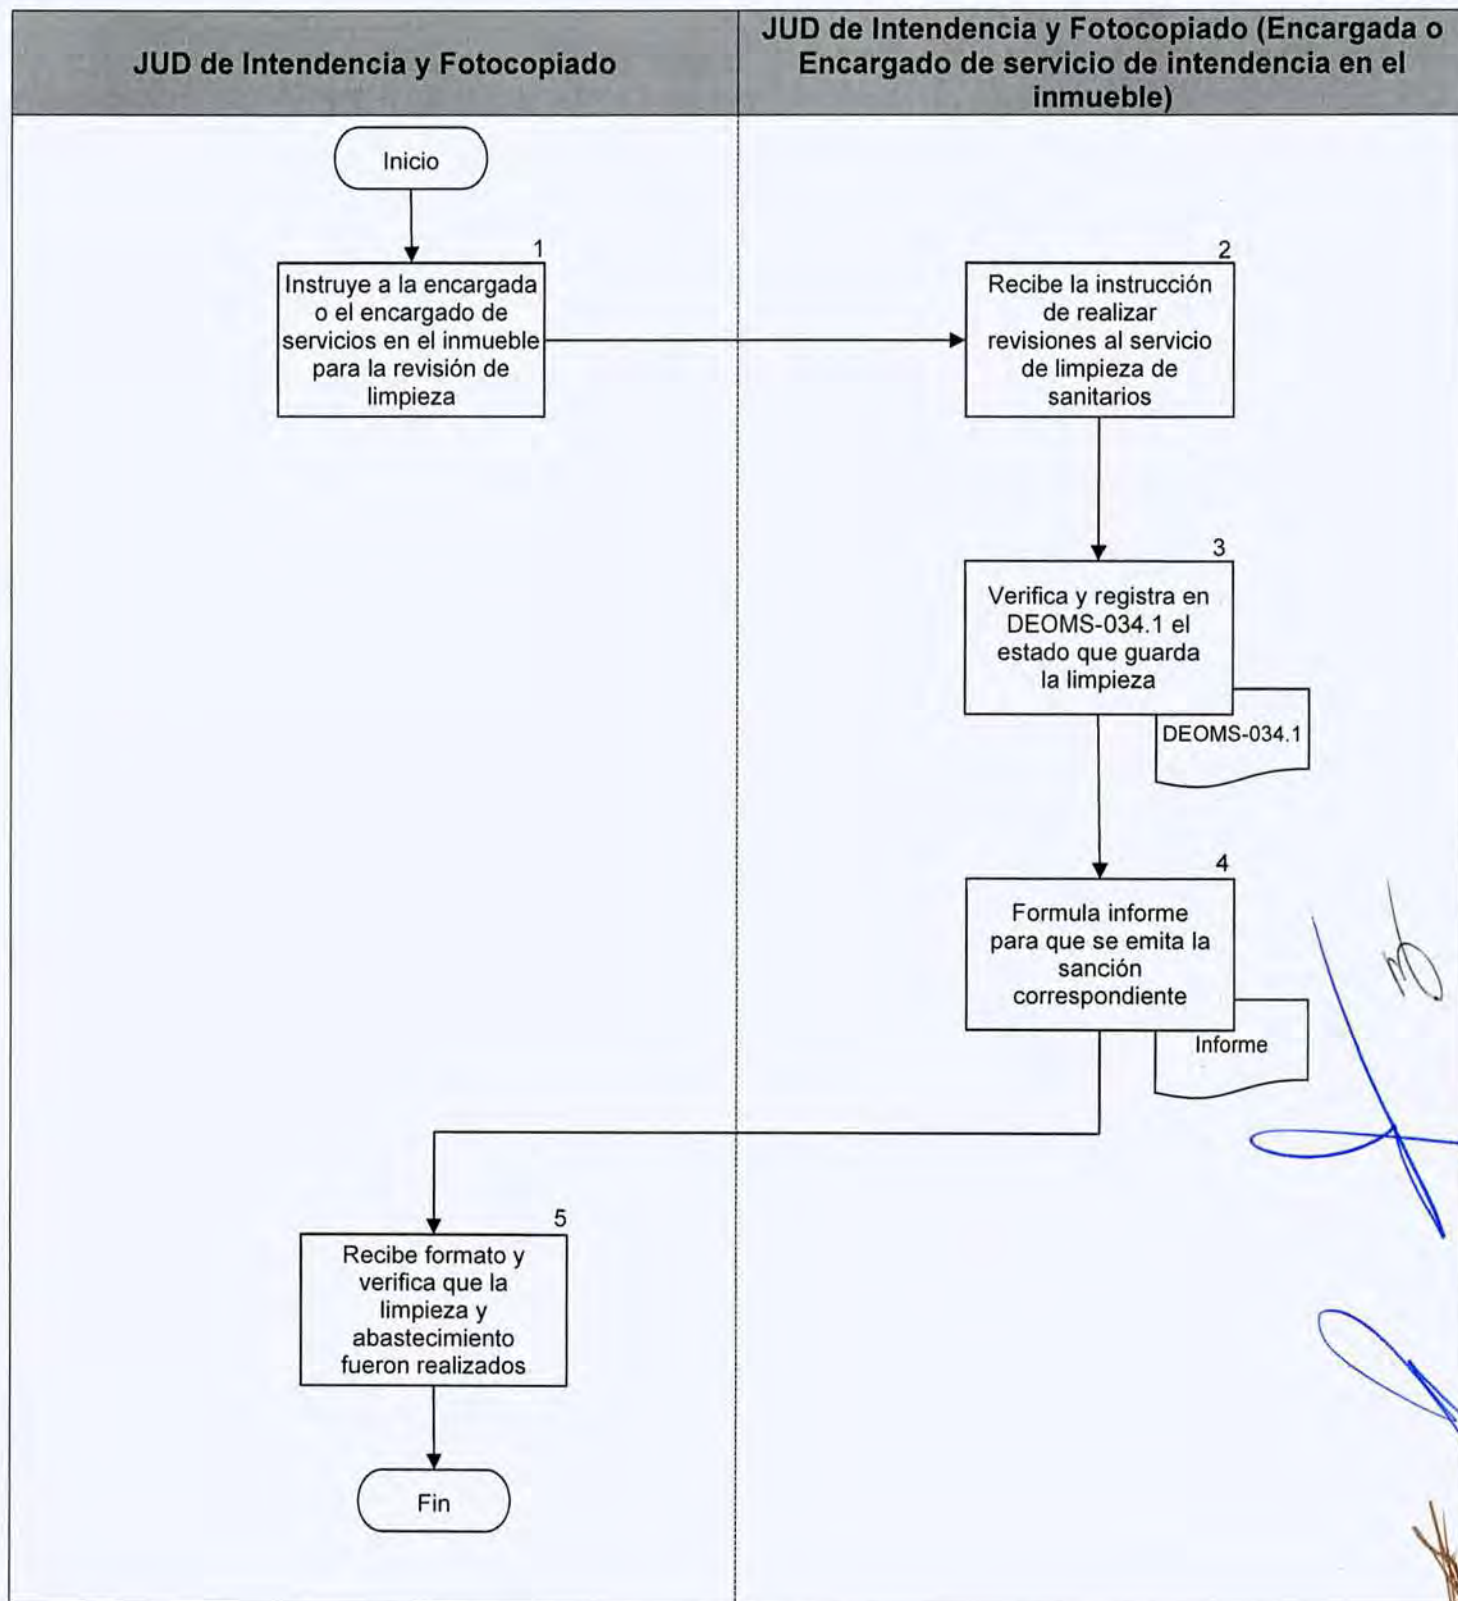 JUD de Intendencia y Fotocopiado
JUD de Intendencia y Fotocopiado (Encargada o
Encargado de servicio de intendencia en el
inmueble)
Inicio
1
Instruye a la encargada
o el encargado de
servicios en el inmueble
para la revisión de
limpieza
2
Recibe la instrucción
de realizar
revisiones al servicio
de limpieza de
sanitarios
3
Verifica y registra en
DEOMS-034.1 el
estado que guarda
la limpieza
DEOMS-034.1
4
Formula informe
para que se emita la
sanción
correspondiente
Informe
5
Recibe formato y
verifica que la
limpieza y
abastecimiento
fueron realizados
Fin